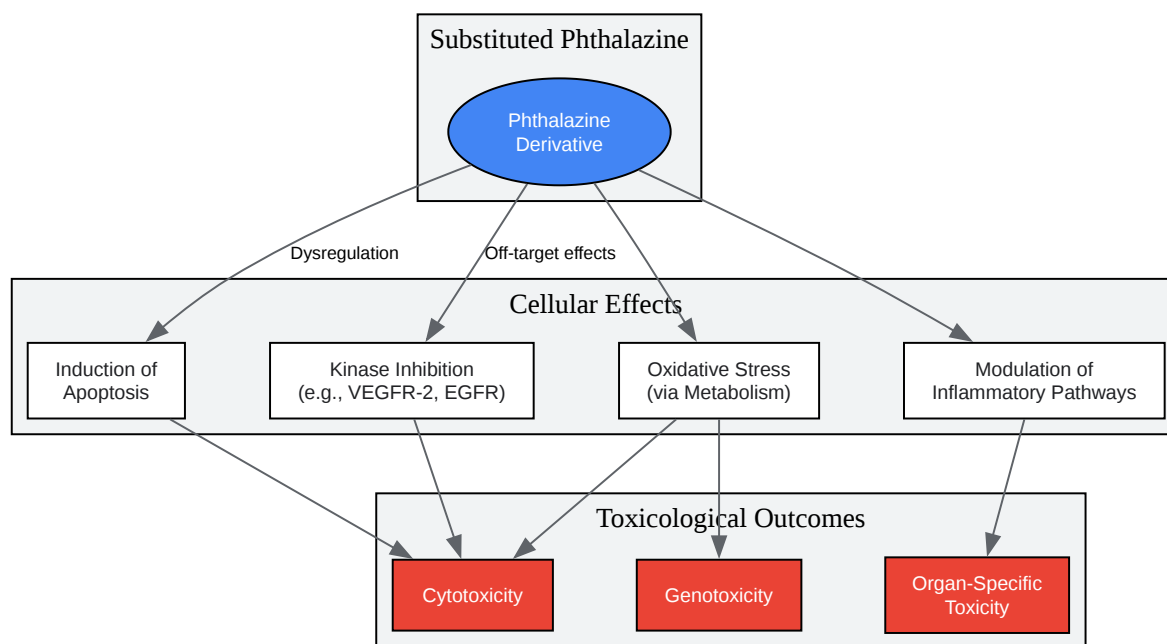 Substituted Phthalazine
Phthalazine
Derivative
Dysregulation
Off-target effects
Cellular Effects
Induction of
Apoptosis
Kinase Inhibition
(e.g., VEGFR-2, EGFR)
Oxidative Stress
(via Metabolism)
Modulation of
Inflammatory Pathways
Toxicological Outcomes
Cytotoxicity
Genotoxicity
Organ-Specific
Toxicity